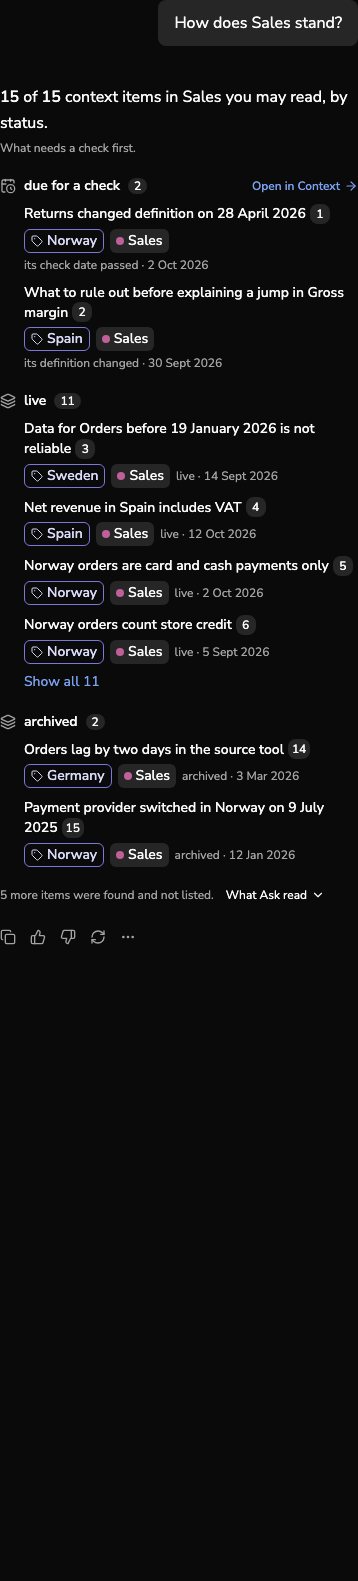 How does Sales stand?
15 of 15 context items in Sales you may read, by
status.
What needs a check first.
due for a check 2 Open in Context →
Returns changed definition on 28 April 2026 1
Norway Sales
its check date passed · 2 Oct 2026
What to rule out before explaining a jump in Gross
margin 2
Spain Sales
its definition changed · 30 Sept 2026
live 11
Data for Orders before 19 January 2026 is not
reliable 3
Sweden Sales live · 14 Sept 2026
Net revenue in Spain includes VAT 4
Spain Sales live · 12 Oct 2026
Norway orders are card and cash payments only 5
Norway Sales live · 2 Oct 2026
Norway orders count store credit 6
Norway Sales live · 5 Sept 2026
Show all 11
archived 2
Orders lag by two days in the source tool 14
Germany Sales archived · 3 Mar 2026
Payment provider switched in Norway on 9 July
2025 15
Norway Sales archived · 12 Jan 2026
5 more items were found and not listed. What Ask read